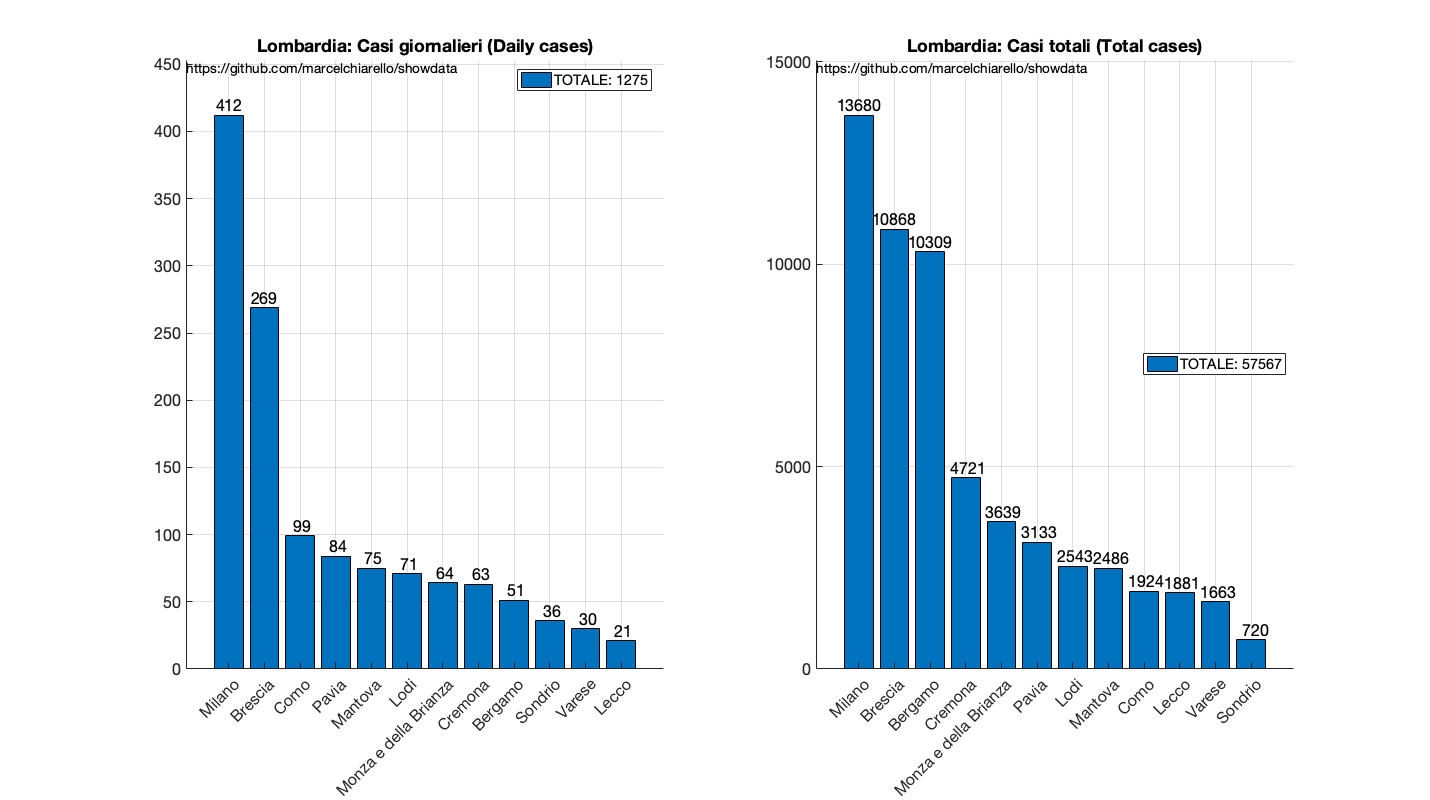 Lombardia: Casi giornalieri (Daily cases)
https://github.com/marcelchiarello/showdata
TOTALE: 1275
450
400
350
300
250
200
150
100
50
0
412
269
99
84
75
71
64
63
51
36
30
21
Milano
Brescia
Como
Pavia
Mantova
Lodi
Monza e della Brianza
Cremona
Bergamo
Sondrio
Varese
Lecco
Lombardia: Casi totali (Total cases)
https://github.com/marcelchiarello/showdata
TOTALE: 57567
15000
10000
5000
0
13680
10868
10309
4721
3639
3133
2543
2486
1924
1881
1663
720
Milano
Brescia
Bergamo
Cremona
Monza e della Brianza
Pavia
Lodi
Mantova
Como
Lecco
Varese
Sondrio